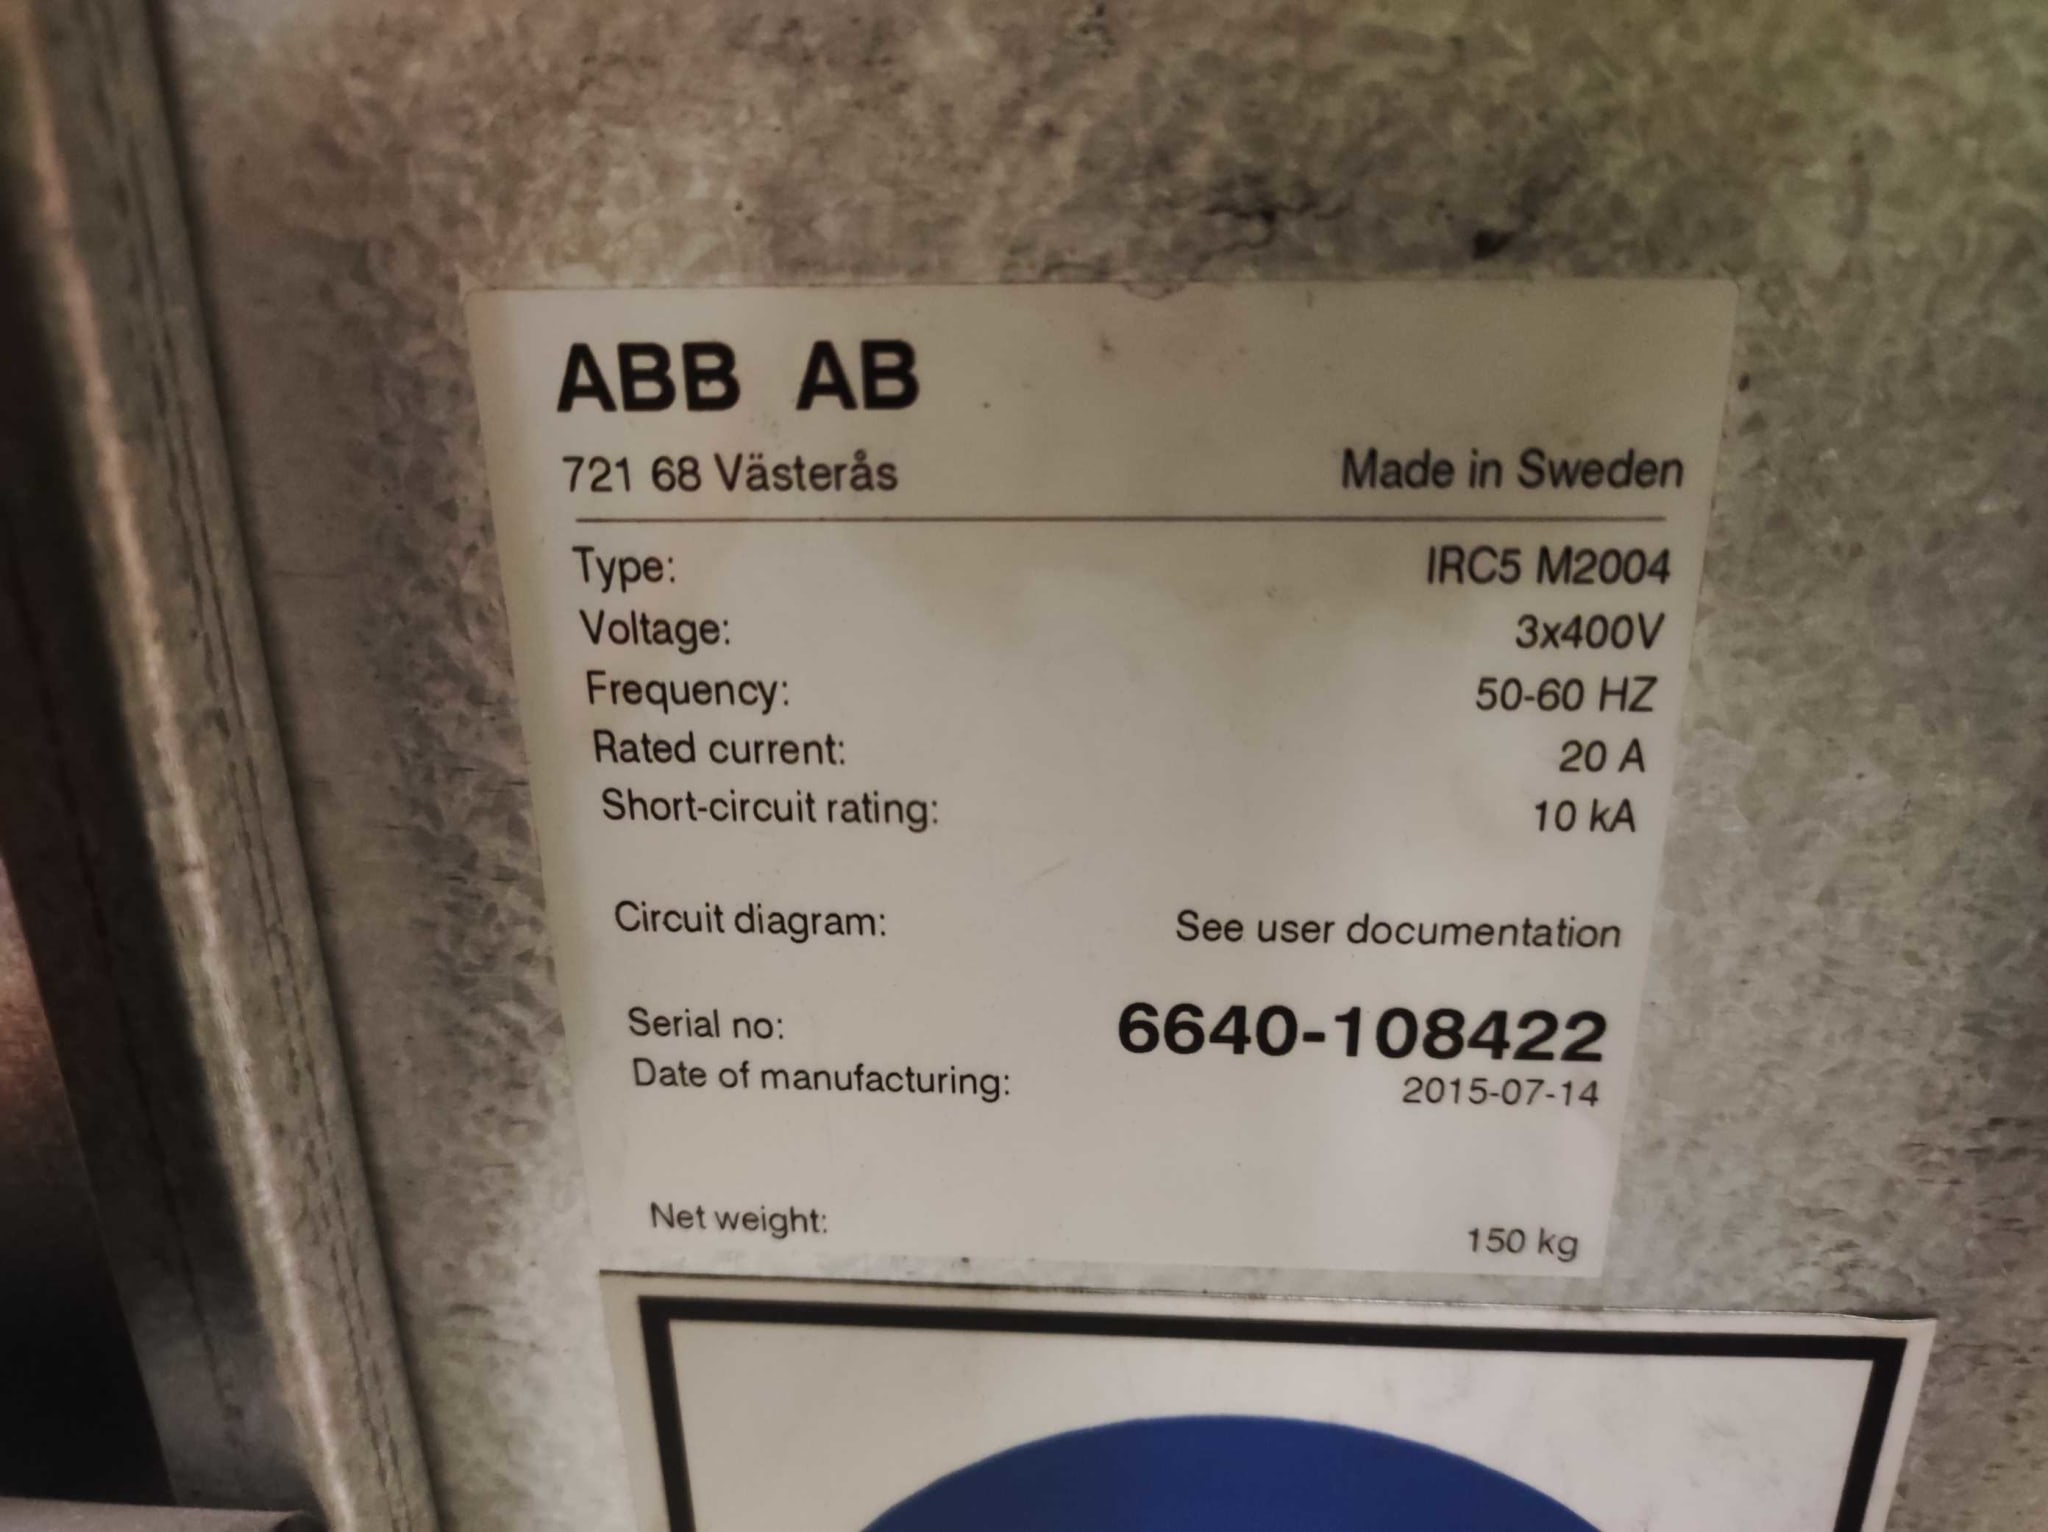 ABB AB
721 68 Västerås Made in Sweden
Type: IRC5 M2004
Voltage: 3x400V
Frequency: 50-60 HZ
Rated current: 20 A
Short-circuit rating: 10 kA
Circuit diagram: See user documentation
Serial no: 6640-108422
Date of manufacturing: 2015-07-14
Net weight: 150 kg